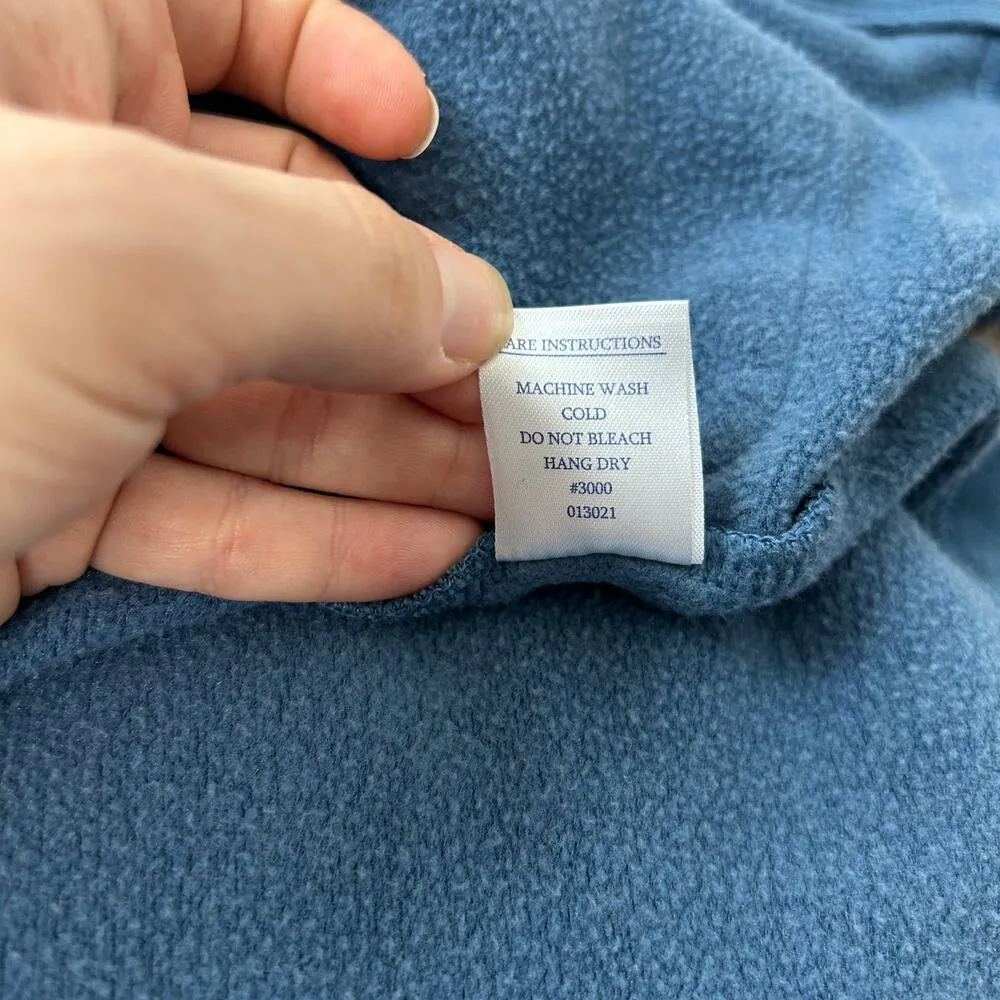 ARE INSTRUCTIONS
MACHINE WASH
COLD
DO NOT BLEACH
HANG DRY
#3000
013021